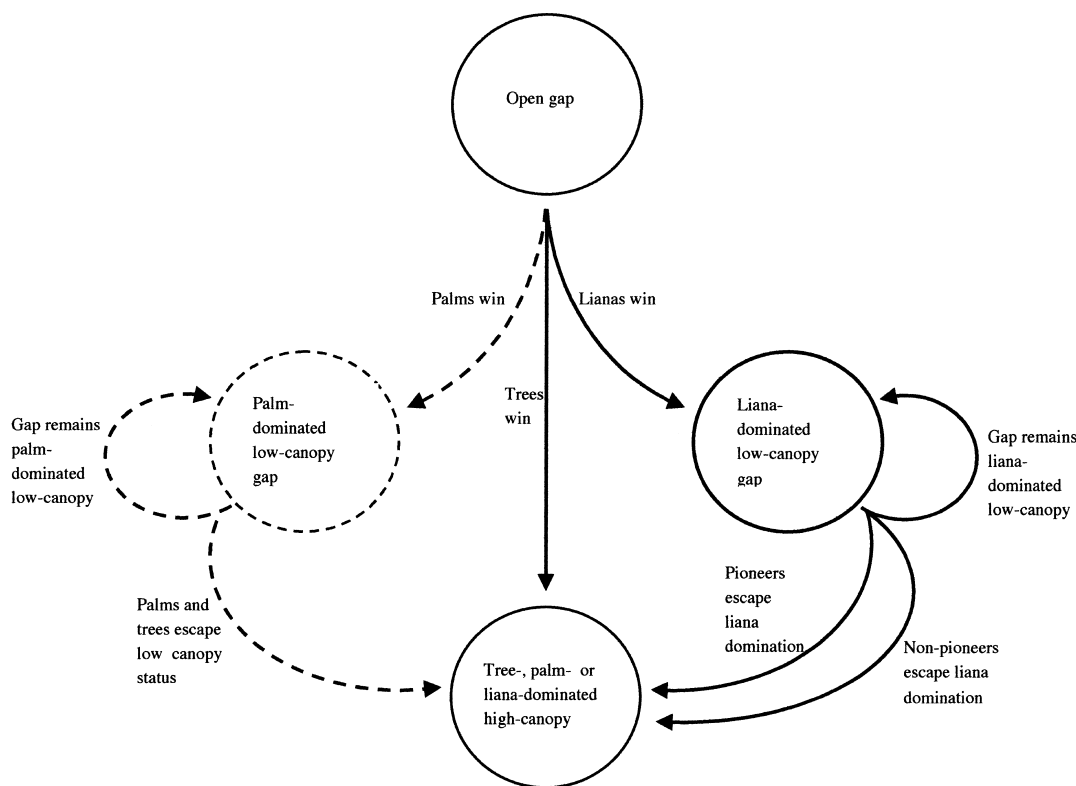 Open gap
Palms win
Lianas win
Trees
win
Gap remains
palm-
dominated
low-canopy
Palm-
dominated
low-canopy
gap
Liana-
dominated
low-canopy
gap
Gap remains
liana-
dominated
low-canopy
Palms and
trees escape
low canopy
status
Pioneers
escape
liana
domination
Non-pioneers
escape liana
domination
Tree-, palm- or
liana-dominated
high-canopy